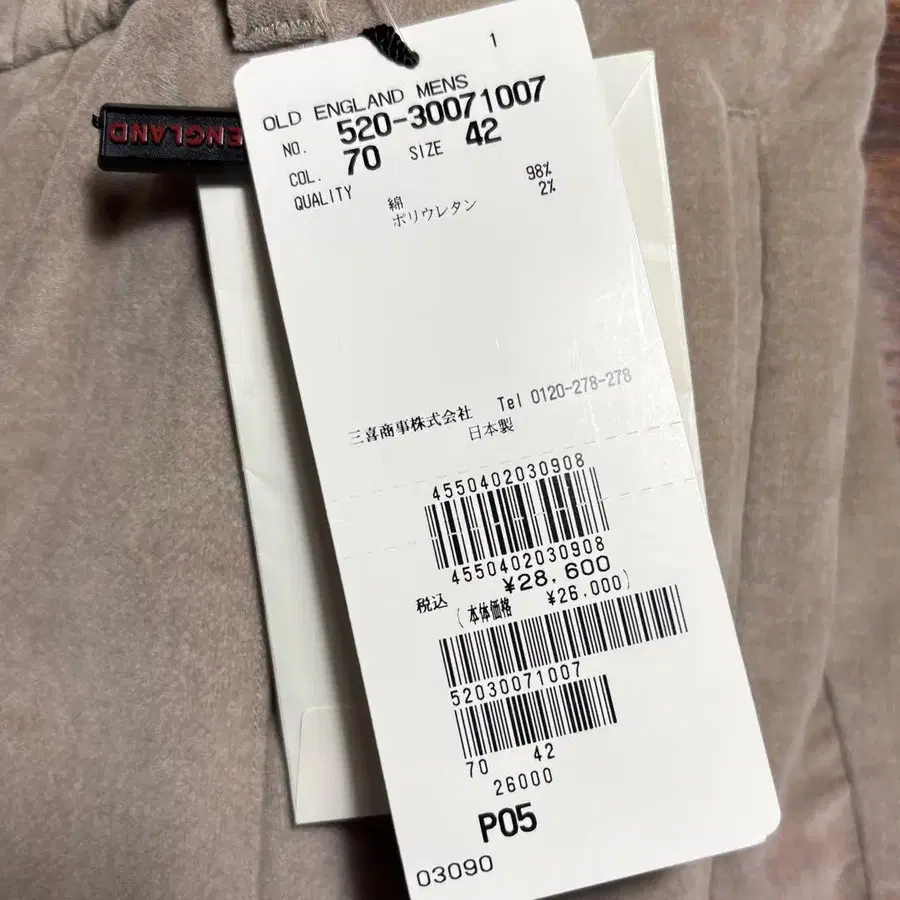 1
OLD ENGLAND MENS
NO. 520-30071007
COL. 70 SIZE 42
QUALITY
綿 98%
ポリウレタン 2%
三喜商事株式会社 Tel 0120-278-278
日本製
4550402030908
4550402030908
税込 ¥28,600
(本体価格 ¥26,000)
52030071007
70 42
26000
P05
03090
ENGLAND